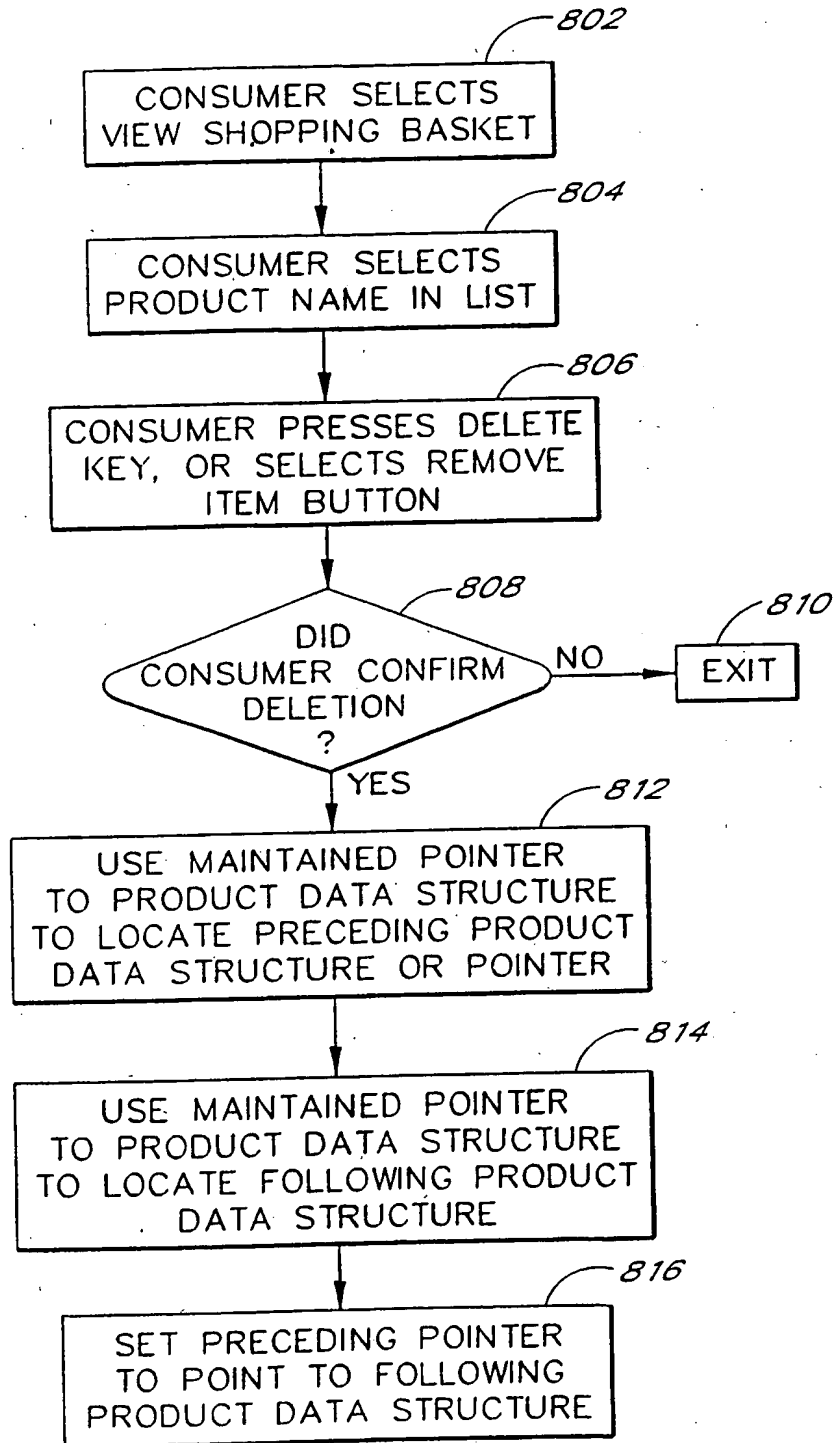 802
CONSUMER SELECTS
VIEW SHOPPING BASKET
804
CONSUMER SELECTS
PRODUCT NAME IN LIST
806
CONSUMER PRESSES DELETE
KEY, OR SELECTS REMOVE
ITEM BUTTON
808
DID
CONSUMER CONFIRM
DELETION
?
NO
810
EXIT
YES
812
USE MAINTAINED POINTER
TO PRODUCT DATA STRUCTURE
TO LOCATE PRECEDING PRODUCT
DATA STRUCTURE OR POINTER
814
USE MAINTAINED POINTER
TO PRODUCT DATA STRUCTURE
TO LOCATE FOLLOWING PRODUCT
DATA STRUCTURE
816
SET PRECEDING POINTER
TO POINT TO FOLLOWING
PRODUCT DATA STRUCTURE